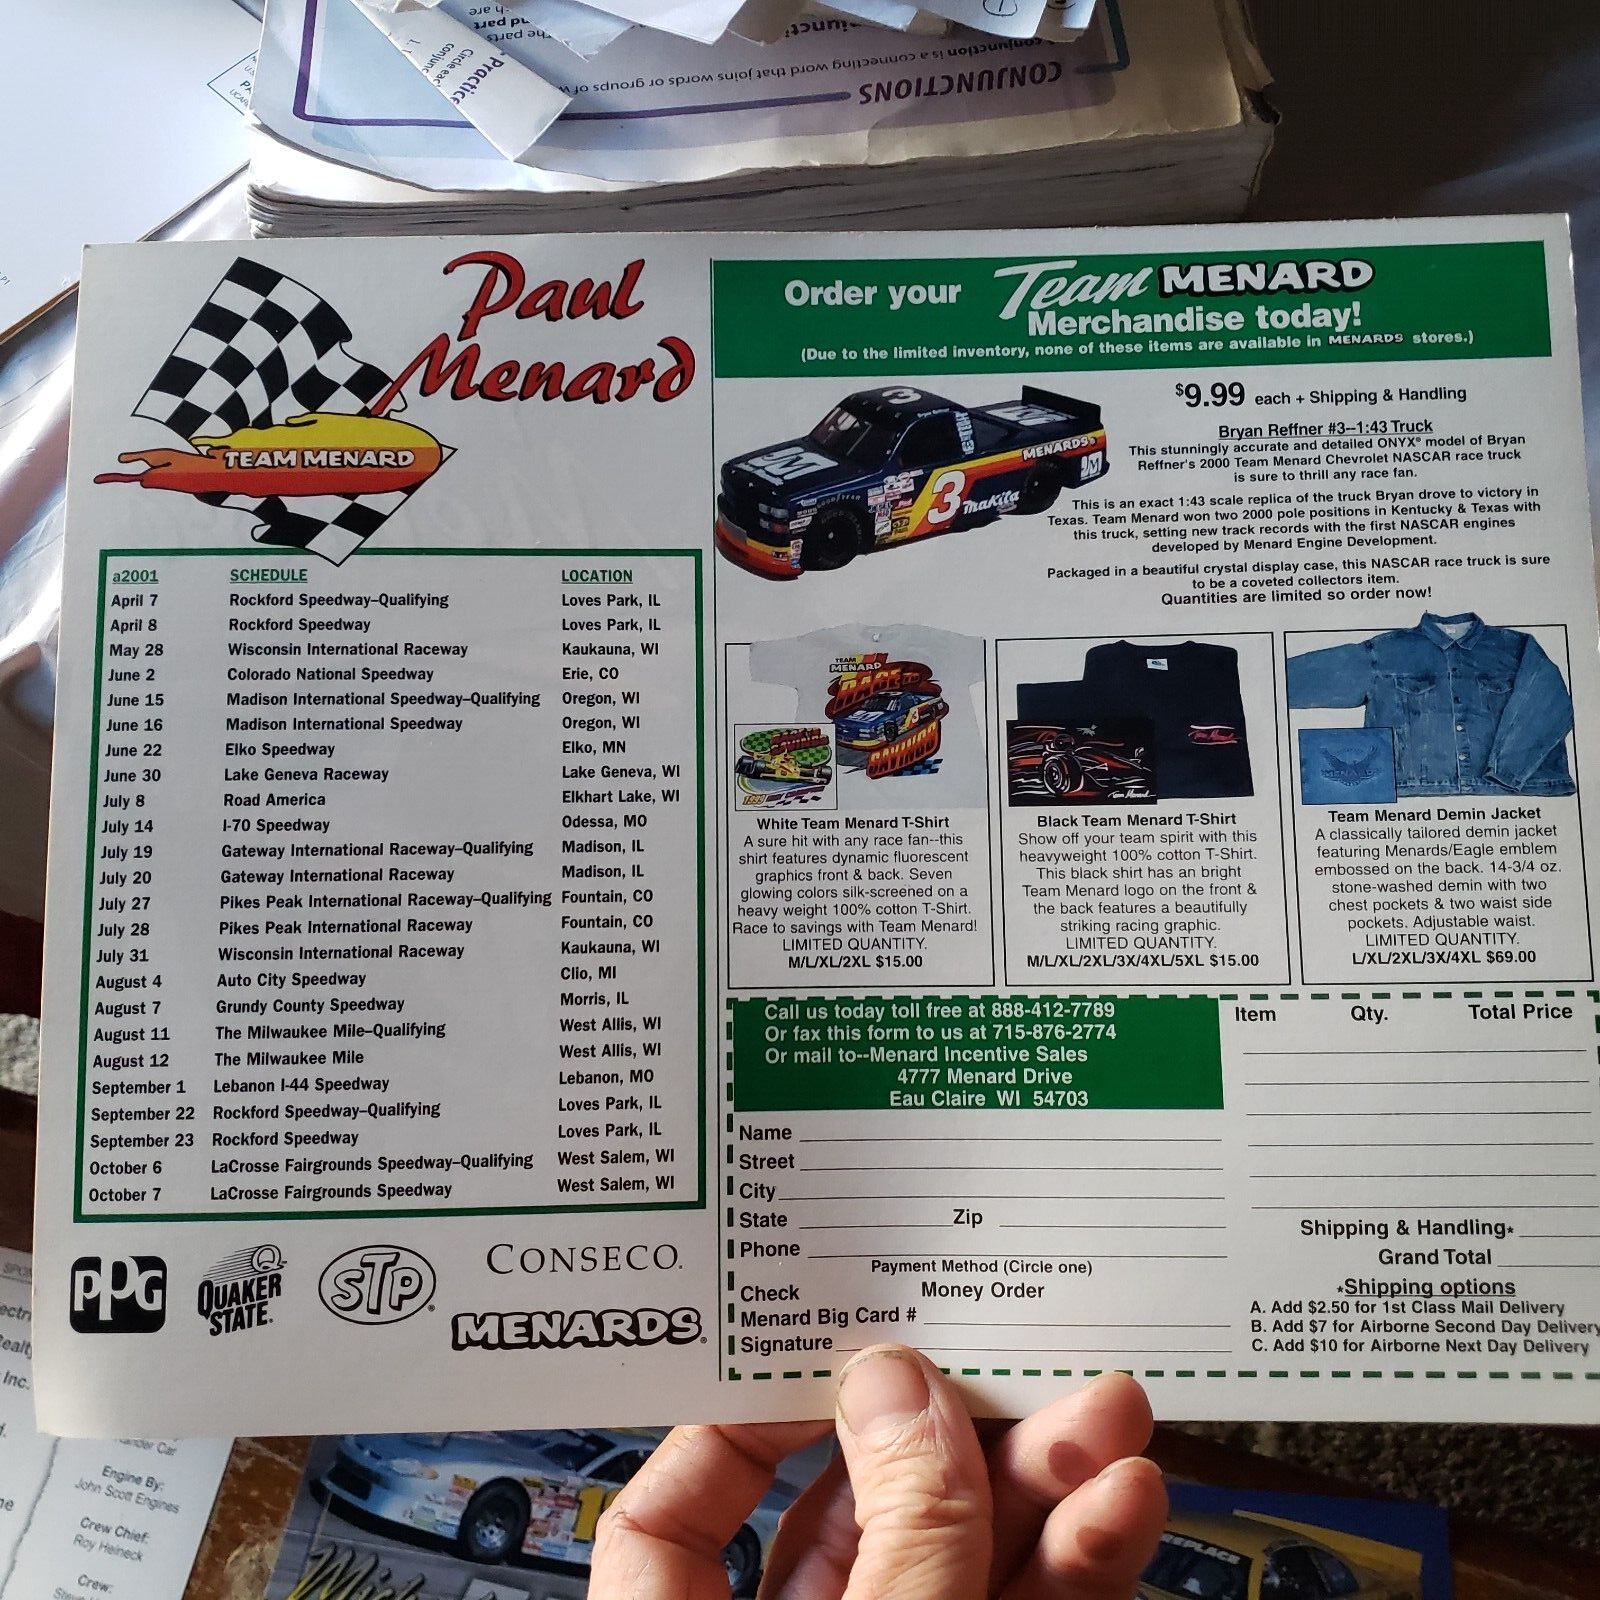 CONJUNCTIONS
conjunction is a connecting word that joins words or groups of
Practice
Circle eac
conjunc
Paul
Menard
TEAM MENARD
a2001 SCHEDULE LOCATION
April 7 Rockford Speedway–Qualifying Loves Park, IL
April 8 Rockford Speedway Loves Park, IL
May 28 Wisconsin International Raceway Kaukauna, WI
June 2 Colorado National Speedway Erie, CO
June 15 Madison International Speedway–Qualifying Oregon, WI
June 16 Madison International Speedway Oregon, WI
June 22 Elko Speedway Elko, MN
June 30 Lake Geneva Raceway Lake Geneva, WI
July 8 Road America Elkhart Lake, WI
July 14 I-70 Speedway Odessa, MO
July 19 Gateway International Raceway–Qualifying Madison, IL
July 20 Gateway International Raceway Madison, IL
July 27 Pikes Peak International Raceway–Qualifying Fountain, CO
July 28 Pikes Peak International Raceway Fountain, CO
July 31 Wisconsin International Raceway Kaukauna, WI
August 4 Auto City Speedway Clio, MI
August 7 Grundy County Speedway Morris, IL
August 11 The Milwaukee Mile–Qualifying West Allis, WI
August 12 The Milwaukee Mile West Allis, WI
September 1 Lebanon I-44 Speedway Lebanon, MO
September 22 Rockford Speedway–Qualifying Loves Park, IL
September 23 Rockford Speedway Loves Park, IL
October 6 LaCrosse Fairgrounds Speedway–Qualifying West Salem, WI
October 7 LaCrosse Fairgrounds Speedway West Salem, WI
PPG
Q
QUAKER
STATE.
STP®
CONSECO.
MENARDS®
Order your Team MENARD
Merchandise today!
(Due to the limited inventory, none of these items are available in MENARDS stores.)
$9.99 each + Shipping & Handling
Bryan Reffner #3--1:43 Truck
This stunningly accurate and detailed ONYX® model of Bryan
Reffner's 2000 Team Menard Chevrolet NASCAR race truck
is sure to thrill any race fan.
This is an exact 1:43 scale replica of the truck Bryan drove to victory in
Texas. Team Menard won two 2000 pole positions in Kentucky & Texas with
this truck, setting new track records with the first NASCAR engines
developed by Menard Engine Development.
Packaged in a beautiful crystal display case, this NASCAR race truck is sure
to be a coveted collectors item.
Quantities are limited so order now!
3
MENARDS
3
Makita
TEAM
MENARD
RACE TO
SAVINGS
White Team Menard T-Shirt
A sure hit with any race fan--this
shirt features dynamic fluorescent
graphics front & back. Seven
glowing colors silk-screened on a
heavy weight 100% cotton T-Shirt.
Race to savings with Team Menard!
LIMITED QUANTITY.
M/L/XL/2XL $15.00
Team Menard
Black Team Menard T-Shirt
Show off your team spirit with this
heavyweight 100% cotton T-Shirt.
This black shirt has an bright
Team Menard logo on the front &
the back features a beautifully
striking racing graphic.
LIMITED QUANTITY.
M/L/XL/2XL/3X/4XL/5XL $15.00
MENARDS
Team Menard Demin Jacket
A classically tailored demin jacket
featuring Menards/Eagle emblem
embossed on the back. 14-3/4 oz.
stone-washed demin with two
chest pockets & two waist side
pockets. Adjustable waist.
LIMITED QUANTITY.
L/XL/2XL/3X/4XL $69.00
Call us today toll free at 888-412-7789
Or fax this form to us at 715-876-2774
Or mail to--Menard Incentive Sales
4777 Menard Drive
Eau Claire WI 54703
Item Qty. Total Price
Name
Street
City
State Zip
Phone
Payment Method (Circle one)
Check Money Order
Menard Big Card #
Signature
Shipping & Handling*
Grand Total
*Shipping options
A. Add $2.50 for 1st Class Mail Delivery
B. Add $7 for Airborne Second Day Delivery
C. Add $10 for Airborne Next Day Delivery
Inc.
Car
Engine By:
John Scott Engines
Crew Chief:
Roy Heineck
Crew: